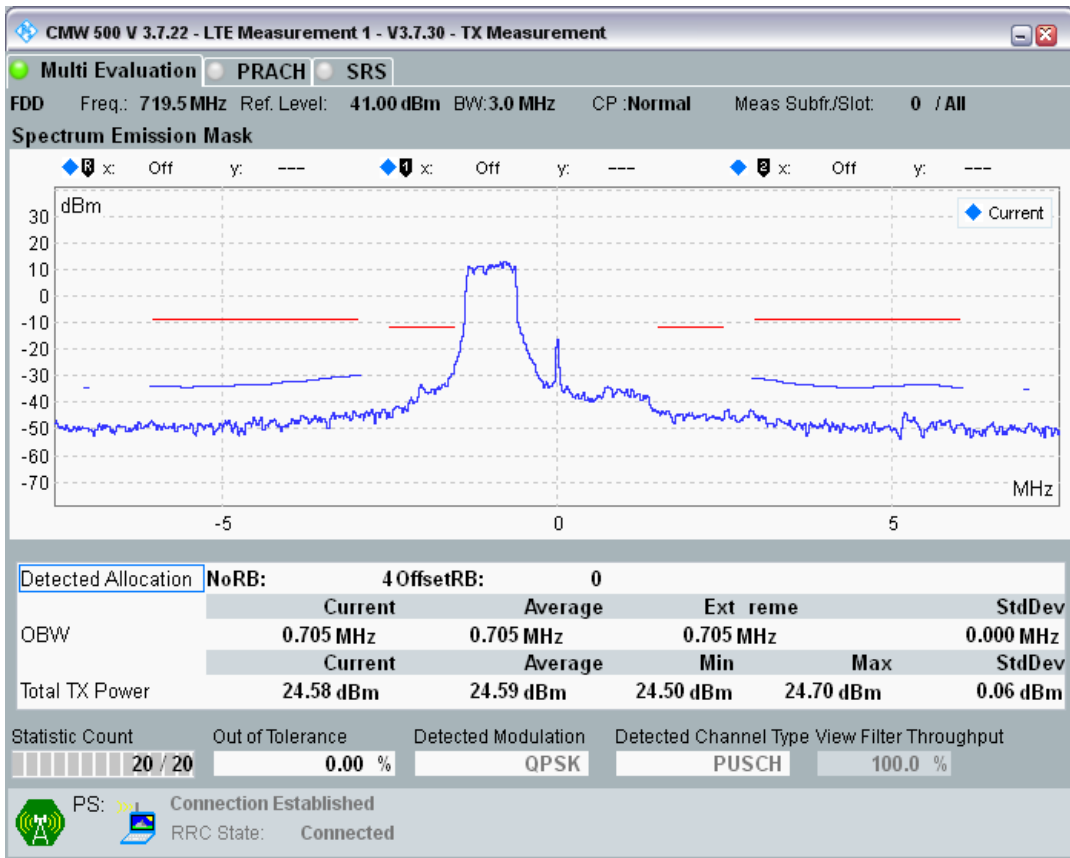 CMW 500 V 3.7.22 - LTE Measurement 1 - V3.7.30 - TX Measurement
Multi Evaluation PRACH SRS
FDD Freq.: 719.5 MHz Ref. Level: 41.00 dBm BW: 3.0 MHz CP : Normal Meas Subfr./Slot: 0 / All
Spectrum Emission Mask
R x: Off y: --- 1 x: Off y: --- 2 x: Off y: ---
dBm
Current
30
20
10
0
-10
-20
-30
-40
-50
-60
-70
MHz
-5 0 5
Detected Allocation NoRB: 4 OffsetRB: 0
Current Average Ext reme StdDev
OBW 0.705 MHz 0.705 MHz 0.705 MHz 0.000 MHz
Current Average Min Max StdDev
Total TX Power 24.58 dBm 24.59 dBm 24.50 dBm 24.70 dBm 0.06 dBm
Statistic Count Out of Tolerance Detected Modulation Detected Channel Type View Filter Throughput
20 / 20 0.00 % QPSK PUSCH 100.0 %
PS: Connection Established
RRC State: Connected